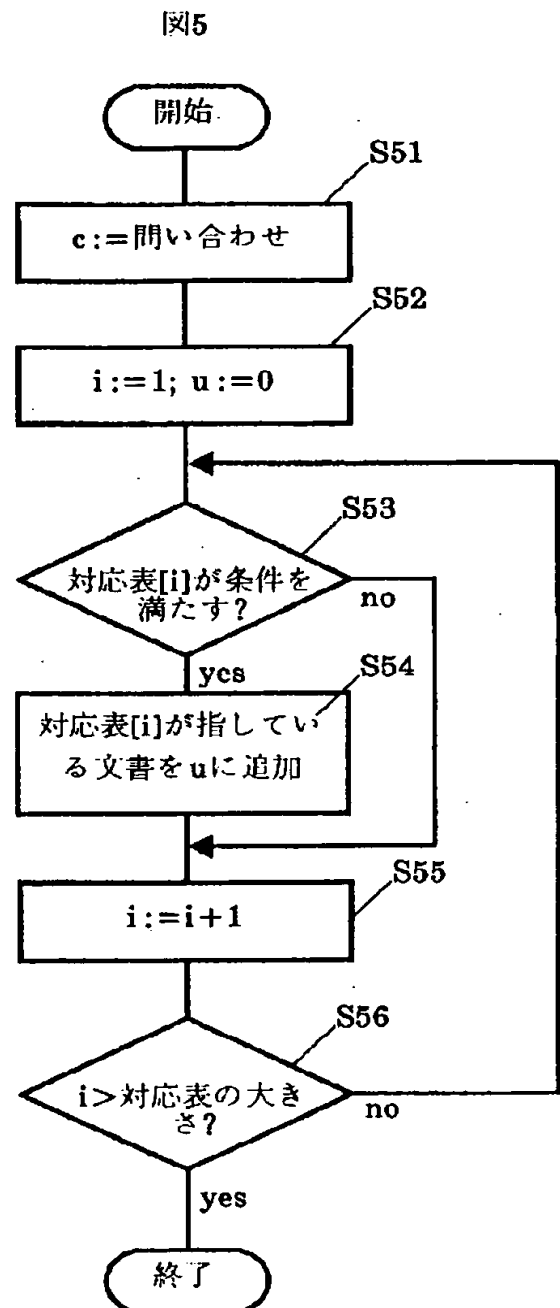 図5
開始
S51
c:=問い合わせ
S52
i:=1; u:=0
S53
対応表[i]が条件を
満たす?
no
yes
S54
対応表[i]が指してい
る文書をuに追加
S55
i:=i+1
S56
i>対応表の大き
さ?
no
yes
終了